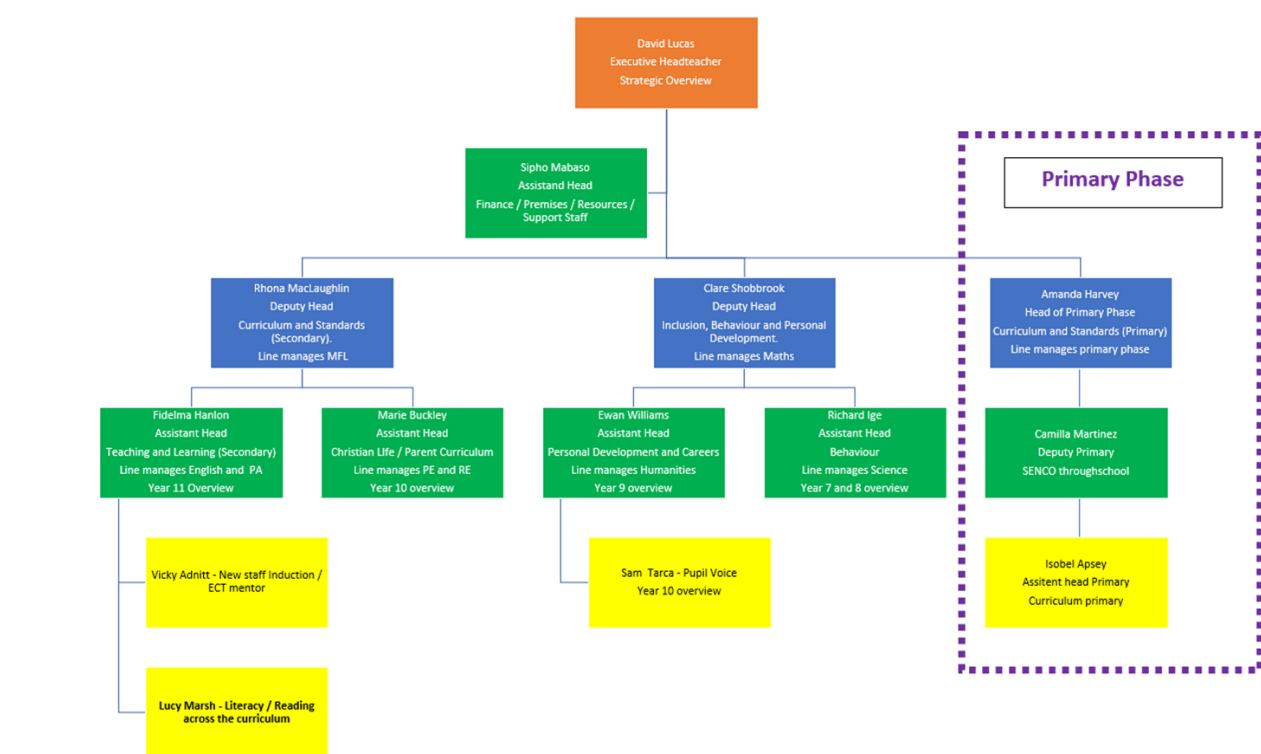 David Lucas
Executive Headteacher
Strategic Overview
Sipho Mabaso
Assistand Head
Finance / Premises / Resources /
Support Staff
Primary Phase
Rhona MacLaughlin
Deputy Head
Curriculum and Standards
(Secondary).
Line manages MFL
Clare Shobbrook
Deputy Head
Inclusion, Behaviour and Personal
Development.
Line manages Maths
Amanda Harvey
Head of Primary Phase
Curriculum and Standards (Primary)
Line manages primary phase
Fidelma Hanlon
Assistant Head
Teaching and Learning (Secondary)
Line manages English and PA
Year 11 Overview
Marie Buckley
Assistant Head
Christian LIfe / Parent Curriculum
Line manages PE and RE
Year 10 overview
Ewan Williams
Assistant Head
Personal Development and Careers
Line manages Humanities
Year 9 overview
Richard Ige
Assistant Head
Behaviour
Line manages Science
Year 7 and 8 overview
Camilla Martinez
Deputy Primary
SENCO throughschool
Vicky Adnitt - New staff Induction /
ECT mentor
Sam Tarca - Pupil Voice
Year 10 overview
Isobel Apsey
Assitent head Primary
Curriculum primary
Lucy Marsh - Literacy / Reading
across the curriculum